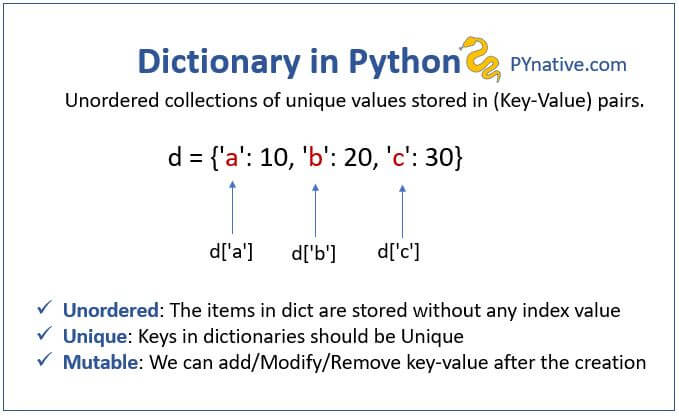 Dictionary in Python PYnative.com
Unordered collections of unique values stored in (Key-Value) pairs.
d = {'a': 10, 'b': 20, 'c': 30}
d['a'] d['b'] d['c']
✓ Unordered: The items in dict are stored without any index value
✓ Unique: Keys in dictionaries should be Unique
✓ Mutable: We can add/Modify/Remove key-value after the creation